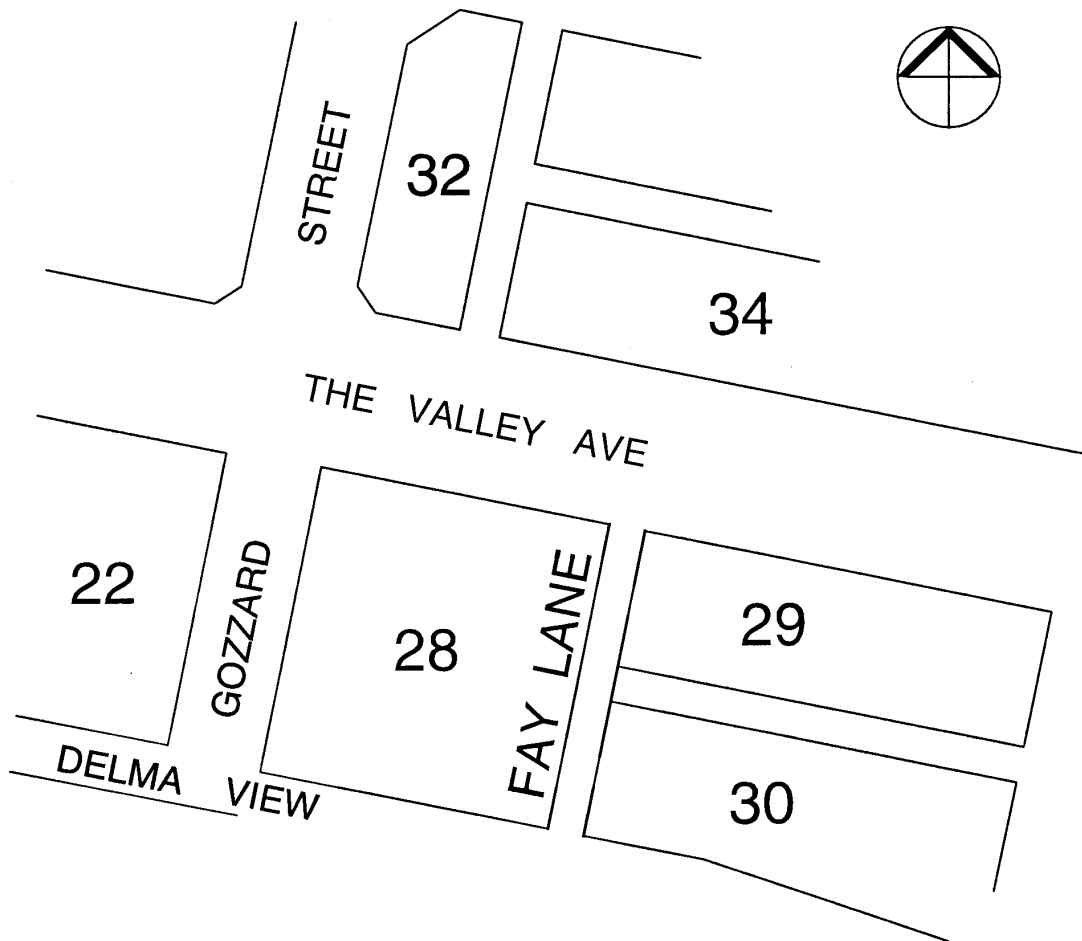 STREET
32
34
THE VALLEY AVE
22
GOZZARD
28
FAY LANE
29
DELMA VIEW
30